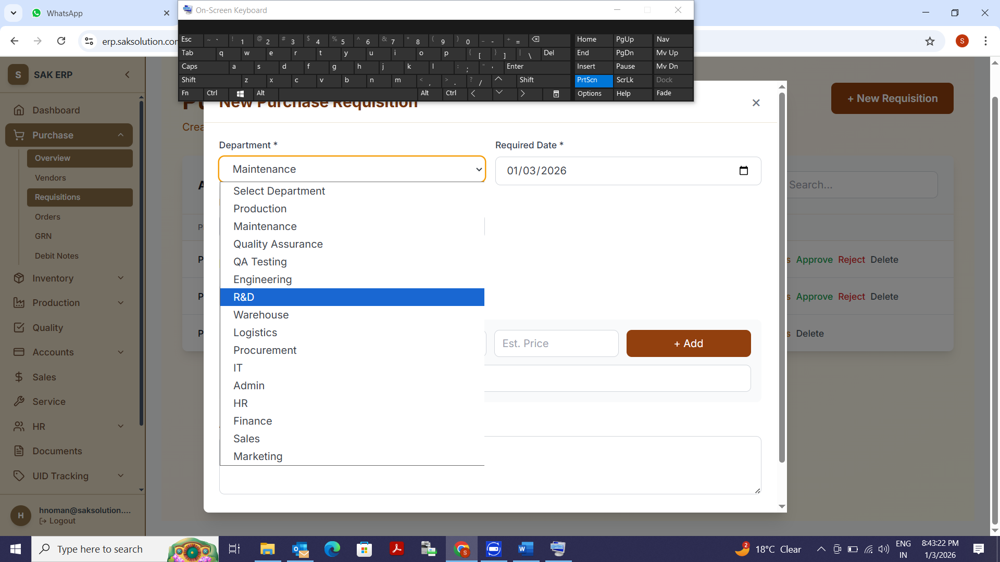 WhatsApp
On-Screen Keyboard
erp.saksolution.cor
S
Esc ~ ` ! 1 @ 2 # 3 $ 4 % 5 ^ 6 & 7 * 8 ( 9 ) 0 _ - + = Home PgUp Nav
Tab q w e r t y u i o p { [ } ] | \ Del End PgDn Mv Up
Caps a s d f g h j k l : ; " ' Enter Insert Pause Mv Dn
Shift z x c v b n m < , > . ? / Shift PrtScn ScrLk Dock
Fn Ctrl Alt Alt Ctrl Options Help Fade
S SAK ERP
Dashboard
Purchase
Overview
Vendors
Requisitions
Orders
GRN
Debit Notes
Inventory
Production
Quality
Accounts
Sales
Service
HR
Documents
UID Tracking
H
hnoman@saksolution....
Logout
Crea
+ New Requisition
Search...
s Approve Reject Delete
s Approve Reject Delete
s Delete
New Purchase Requisition
Department *
Required Date *
Maintenance
01/03/2026
Select Department
Production
Maintenance
Quality Assurance
QA Testing
Engineering
R&D
Warehouse
Logistics
Procurement
IT
Admin
HR
Finance
Sales
Marketing
Est. Price
+ Add
Type here to search
2
18°C Clear
ENG
IN
8:43:22 PM
1/3/2026